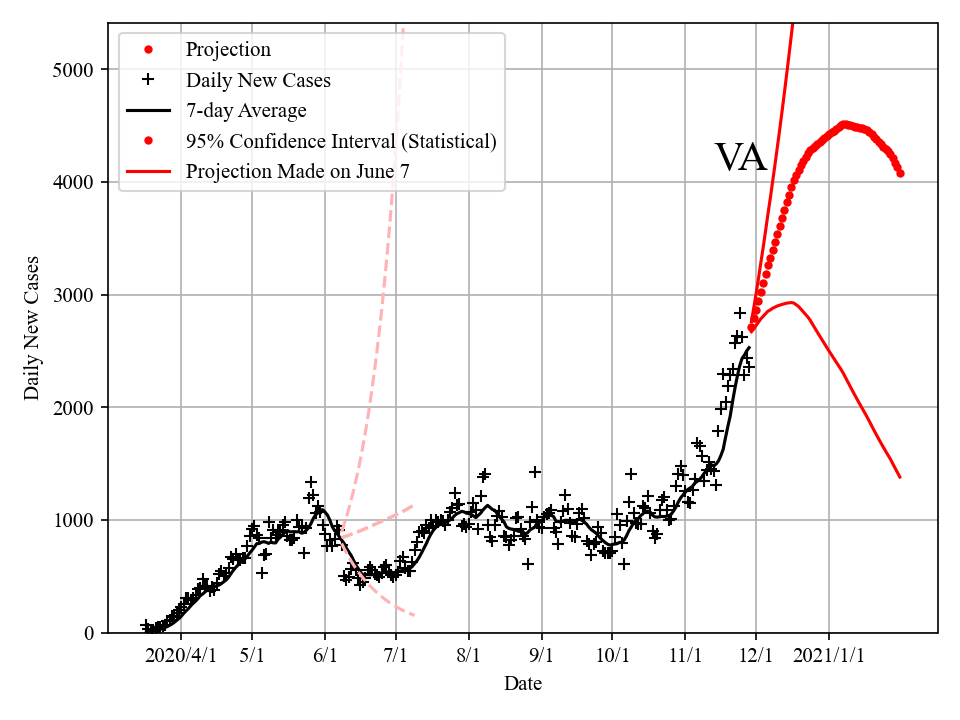 Projection
Daily New Cases
7-day Average
95% Confidence Interval (Statistical)
Projection Made on June 7
VA
5000
4000
3000
2000
1000
0
Daily New Cases
2020/4/1 5/1 6/1 7/1 8/1 9/1 10/1 11/1 12/1 2021/1/1
Date